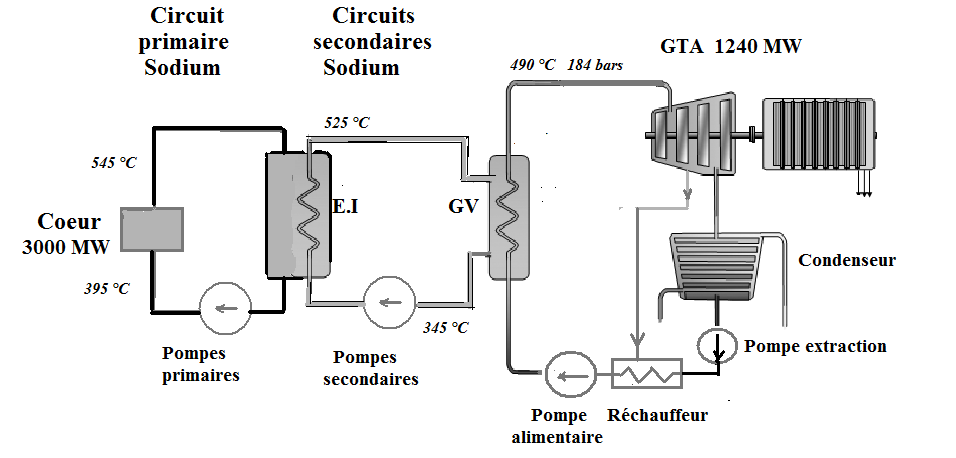 Circuit
primaire
Sodium
Circuits
secondaires
Sodium
GTA 1240 MW
490 °C 184 bars
525 °C
545 °C
E.I
GV
Coeur
3000 MW
Condenseur
395 °C
345 °C
Pompes
primaires
Pompes
secondaires
Pompe extraction
Pompe
alimentaire
Réchauffeur